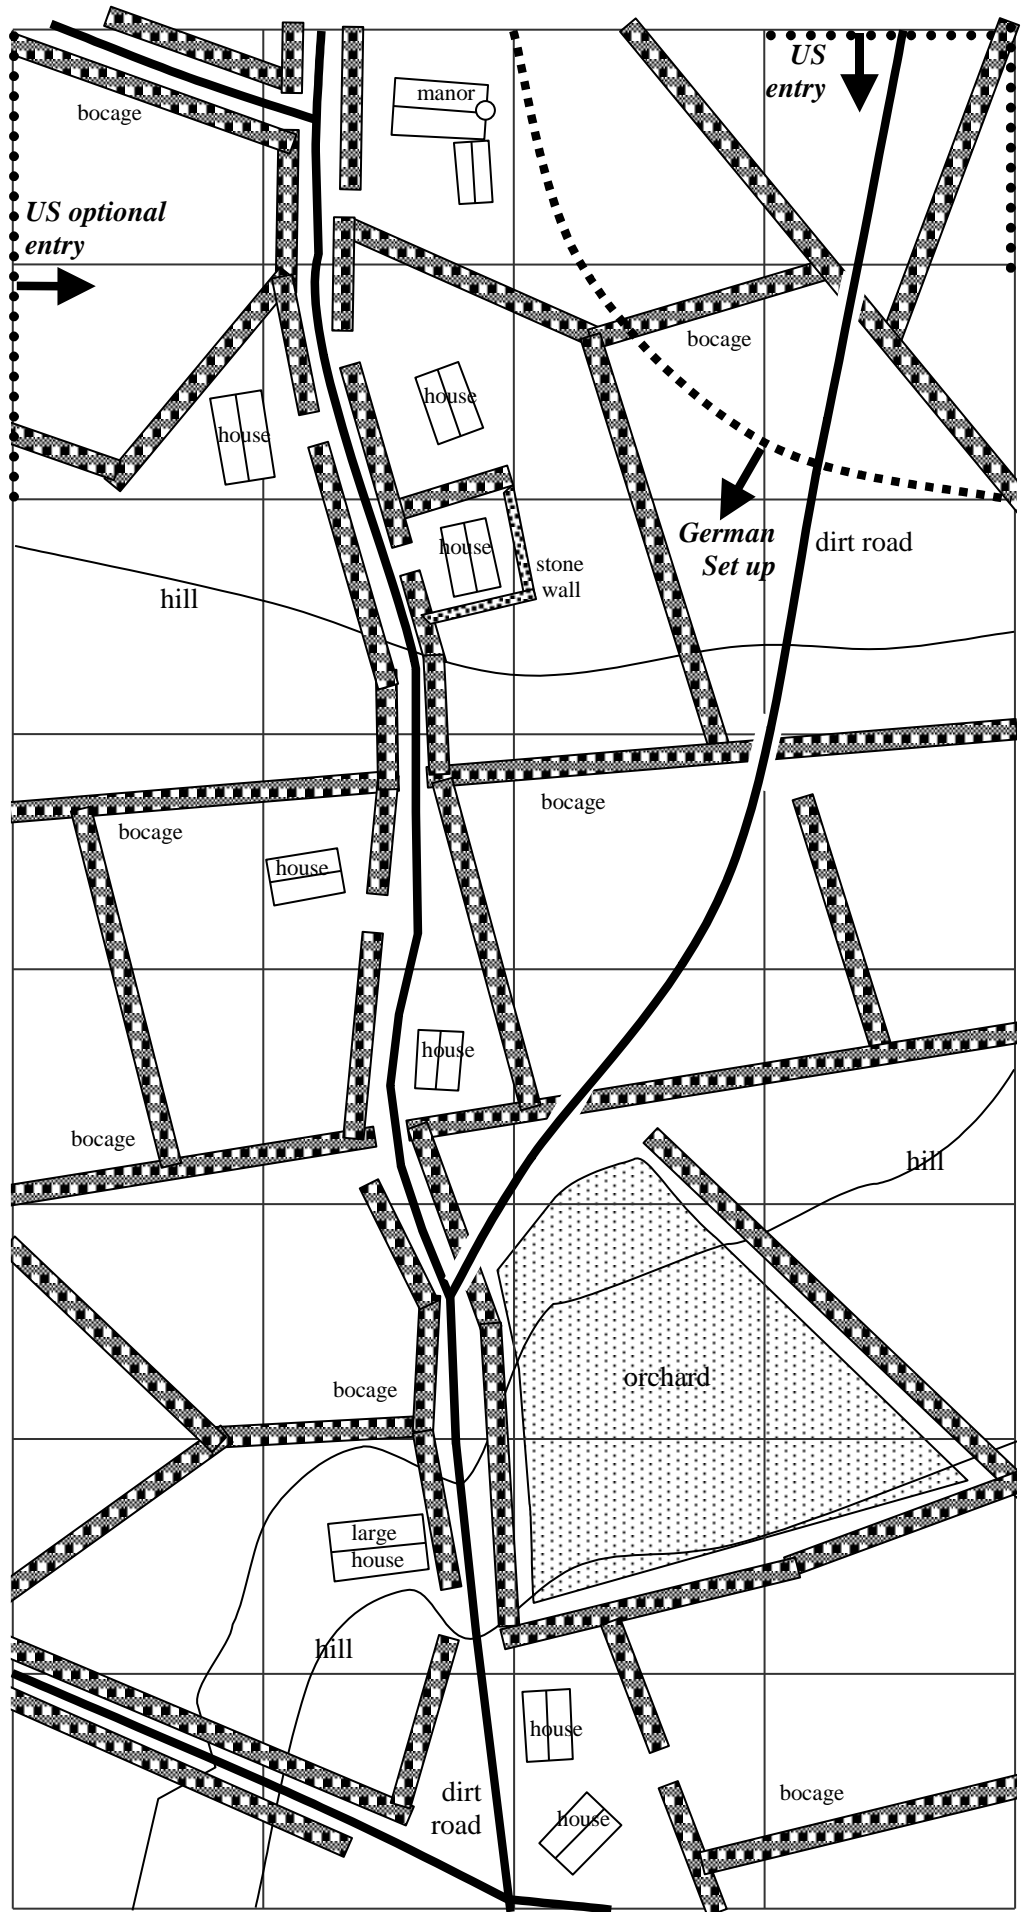 US
entry
manor
bocage
US optional
entry
bocage
house
house
German
Set up
dirt road
house
stone
wall
hill
bocage
bocage
house
house
bocage
hill
orchard
bocage
large
house
hill
house
dirt
road
bocage
house